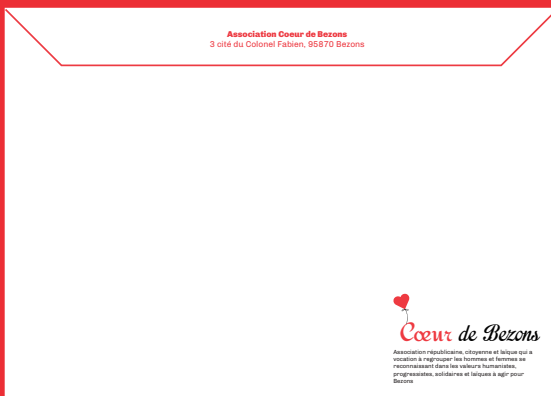 Association Coeur de Bezons
3 cité du Colonel Fabien, 95870 Bezons
Cœur de Bezons
Association républicaine, citoyenne et laïque qui a
vocation à regrouper les hommes et femmes se
reconnaissant dans les valeurs humanistes,
progressistes, solidaires et laïques à agir pour
Bezons